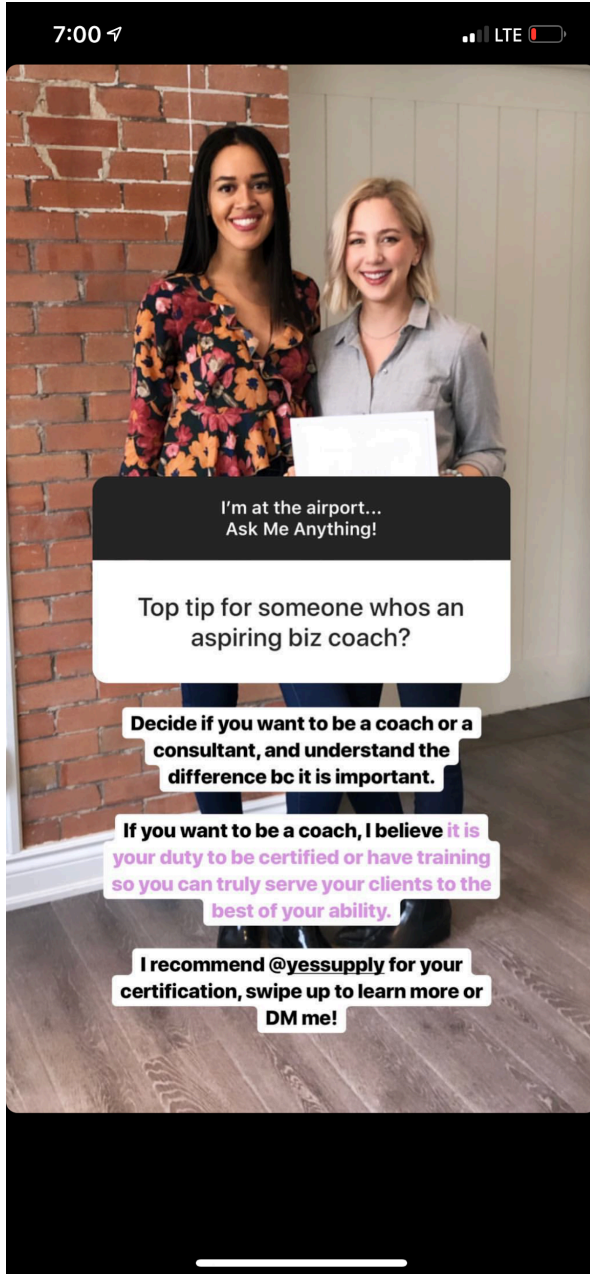 7:00
LTE
I'm at the airport...
Ask Me Anything!
Top tip for someone whos an
aspiring biz coach?
Decide if you want to be a coach or a
consultant, and understand the
difference bc it is important.
If you want to be a coach, I believe it is
your duty to be certified or have training
so you can truly serve your clients to the
best of your ability.
I recommend @yessupply for your
certification, swipe up to learn more or
DM me!